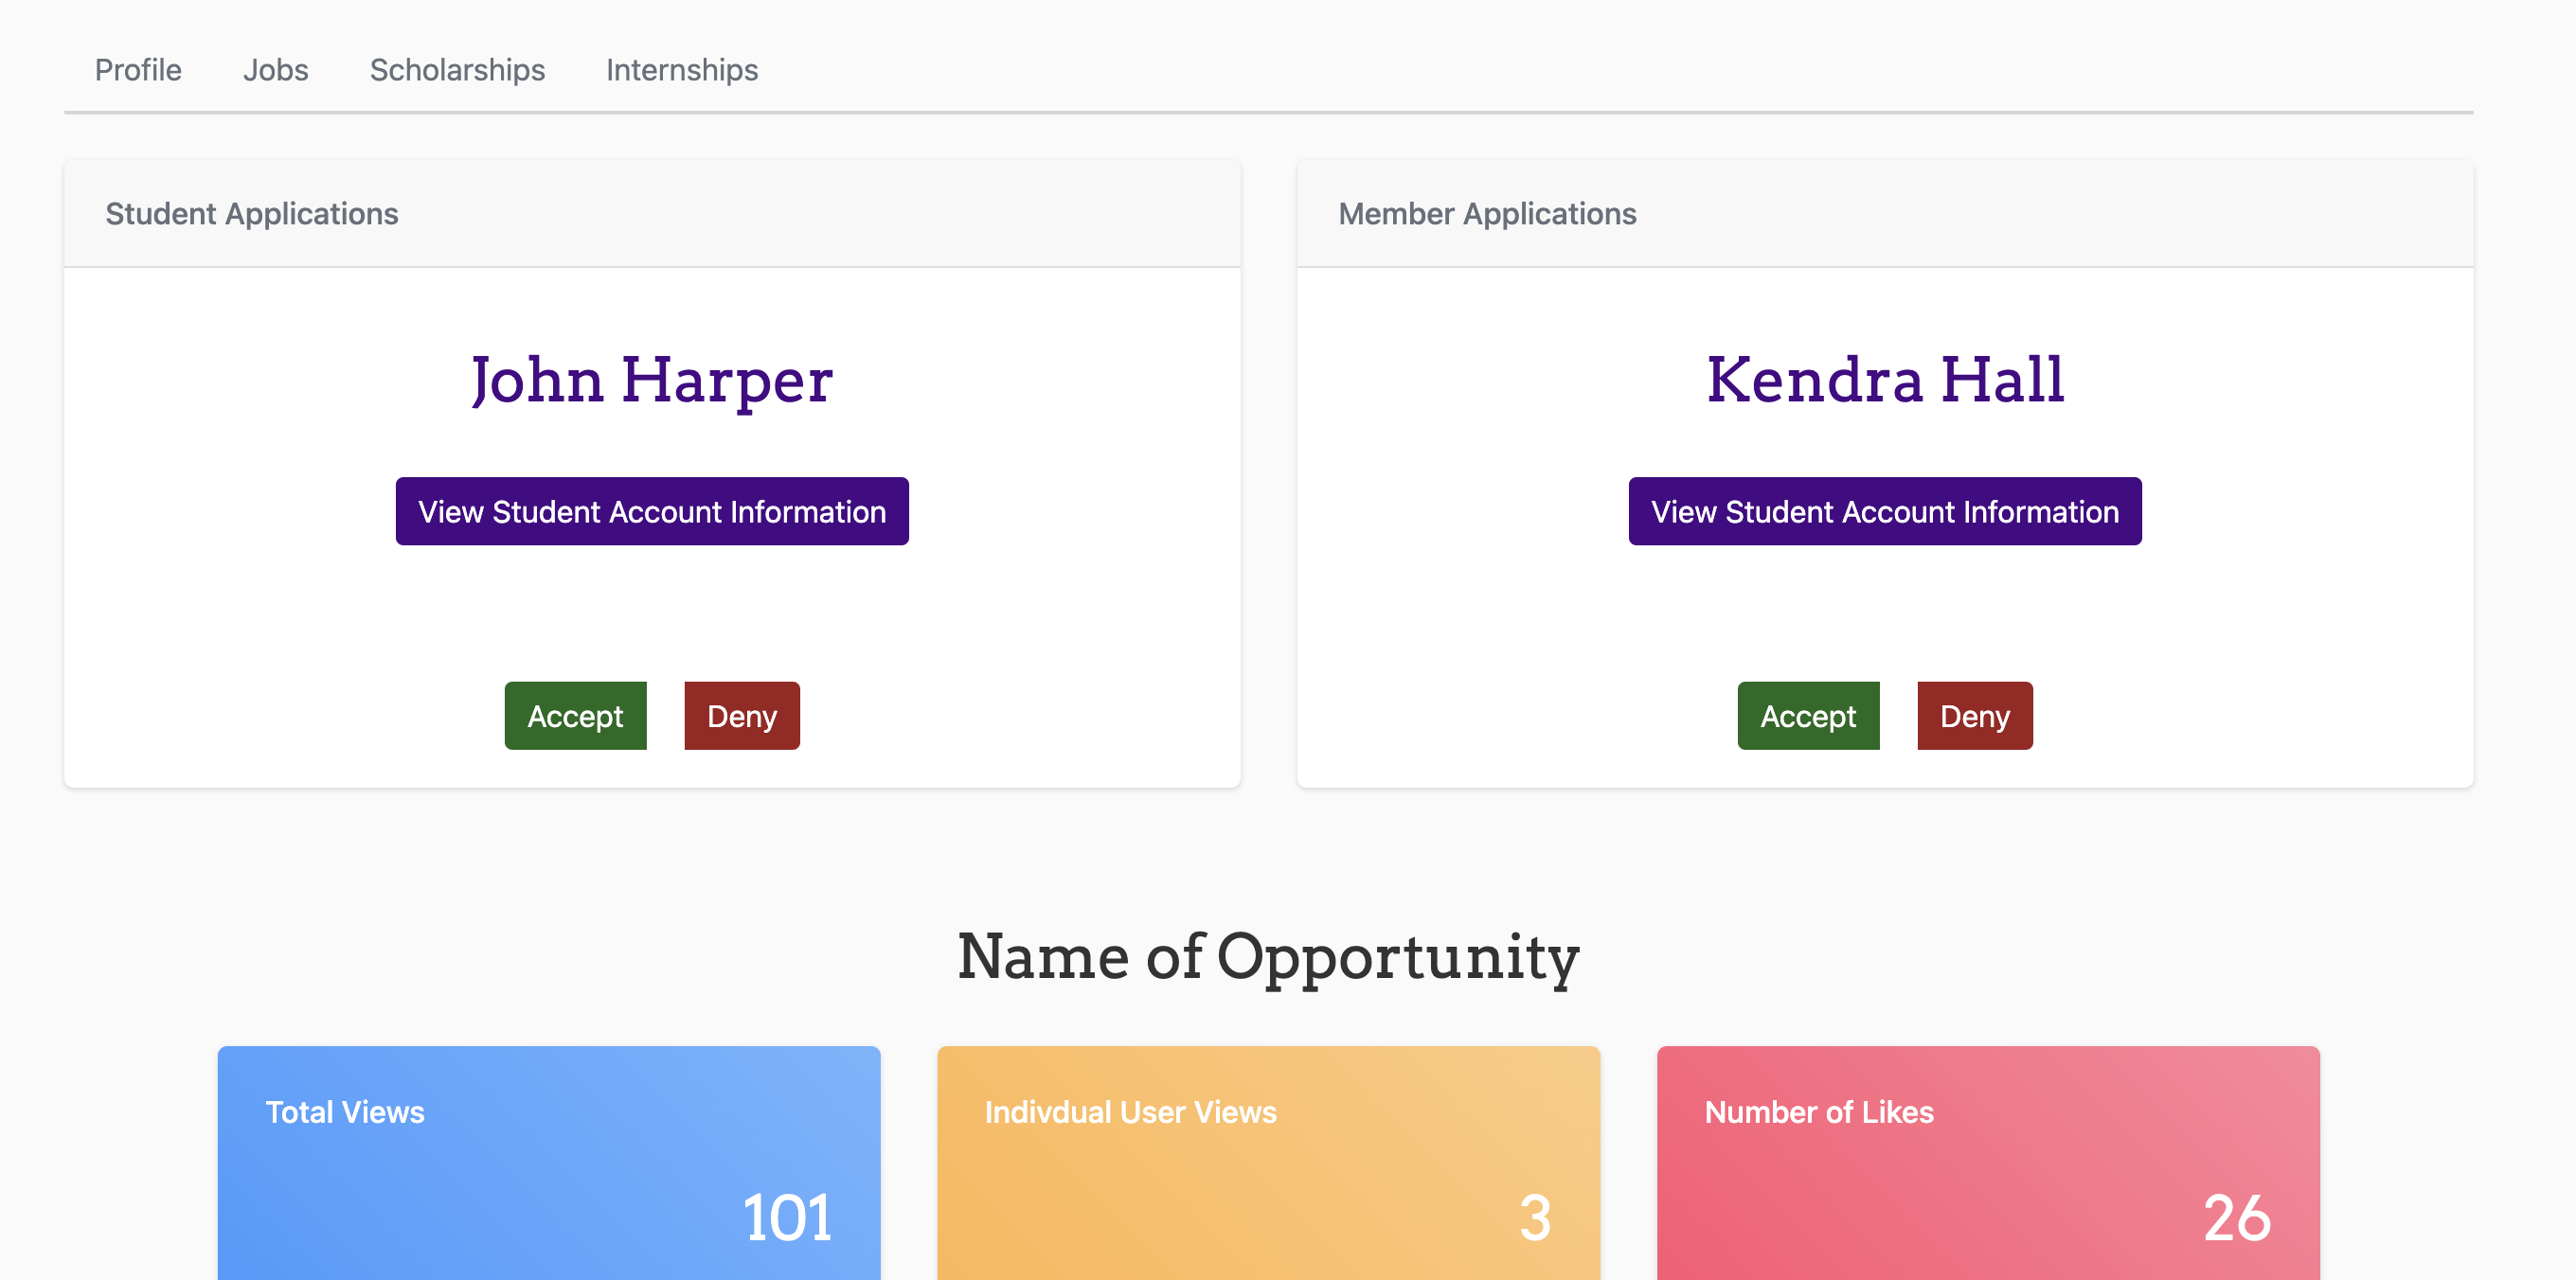 Profile Jobs Scholarships Internships
Student Applications
John Harper
View Student Account Information
Accept Deny
Member Applications
Kendra Hall
View Student Account Information
Accept Deny
Name of Opportunity
Total Views
101
Indivdual User Views
3
Number of Likes
26